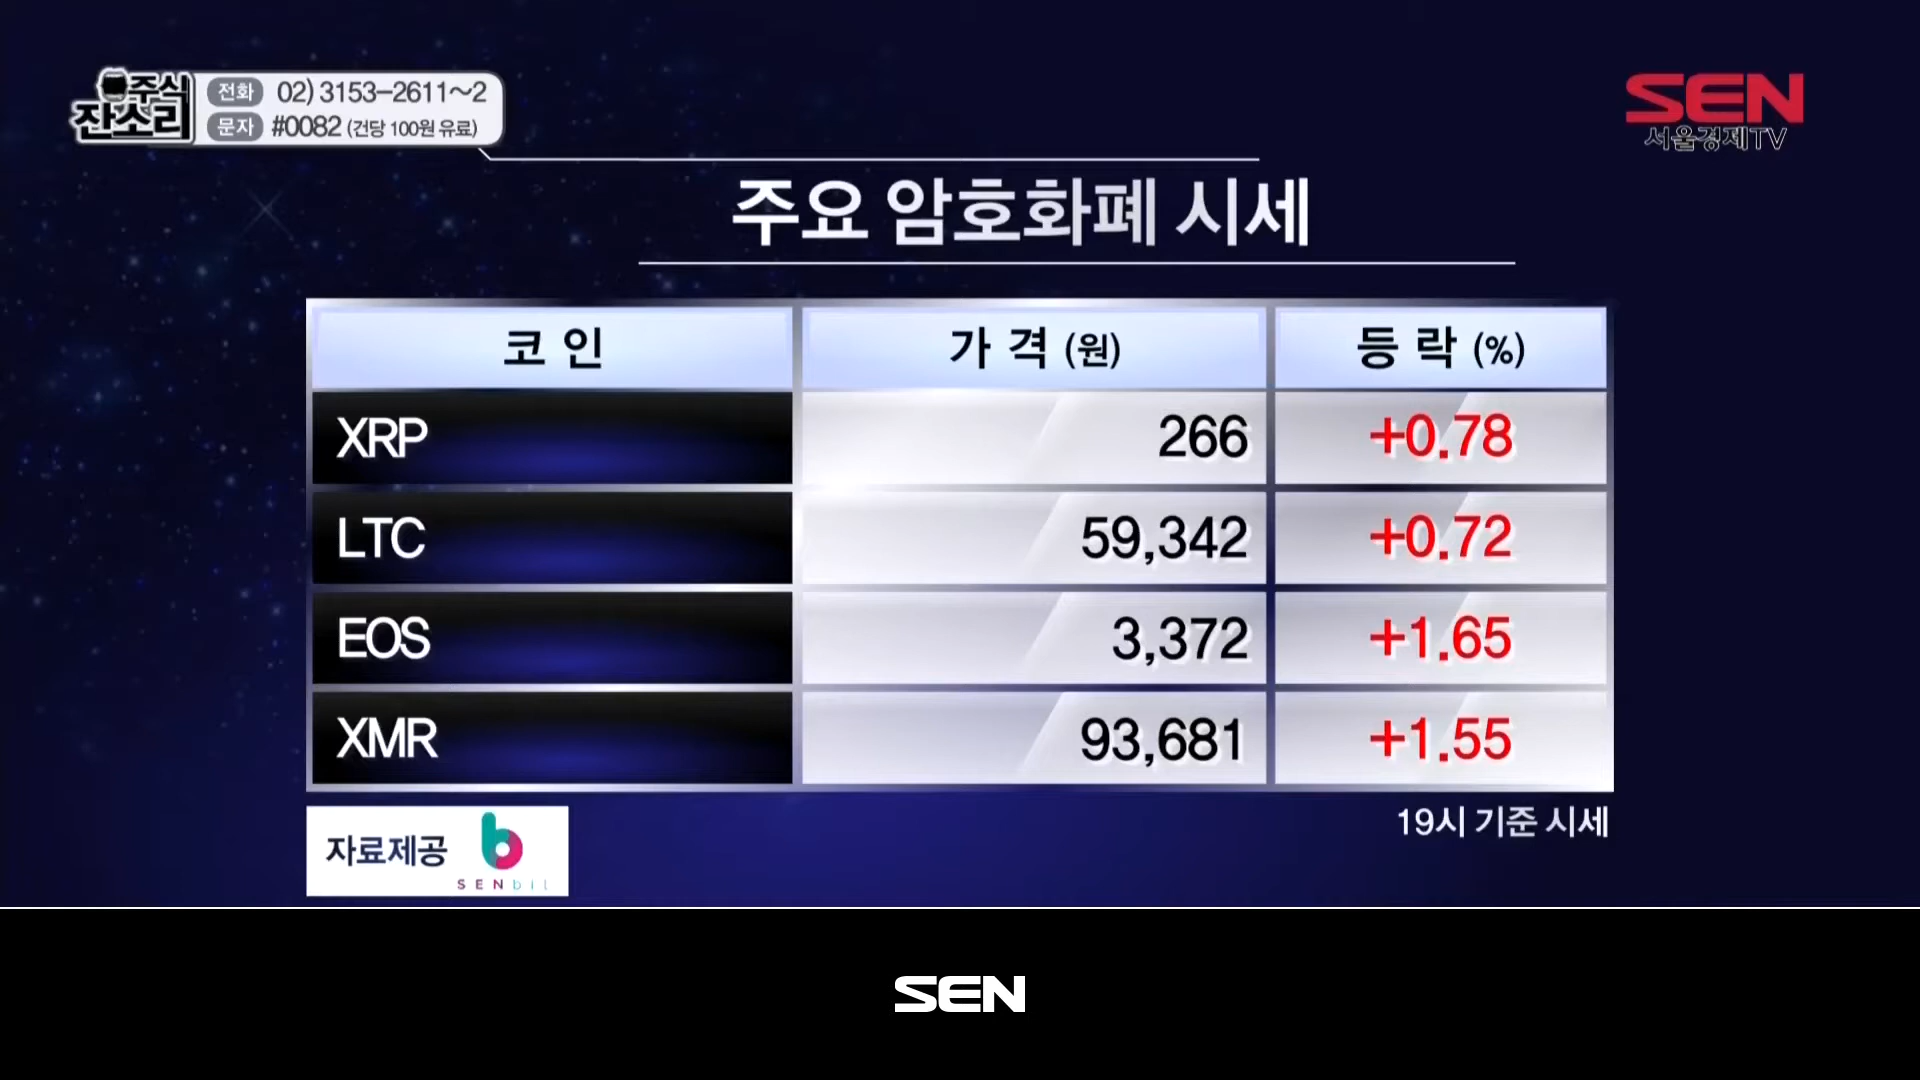 주식
잔소리
전화 02) 3153-2611~2
문자 #0082 (건당 100원 유료)
SEN
서울경제TV
주요 암호화폐 시세
코 인 가 격 (원) 등 락 (%)
XRP 266 +0.78
LTC 59,342 +0.72
EOS 3,372 +1.65
XMR 93,681 +1.55
자료제공 b
SENbit
19시 기준 시세
SEN